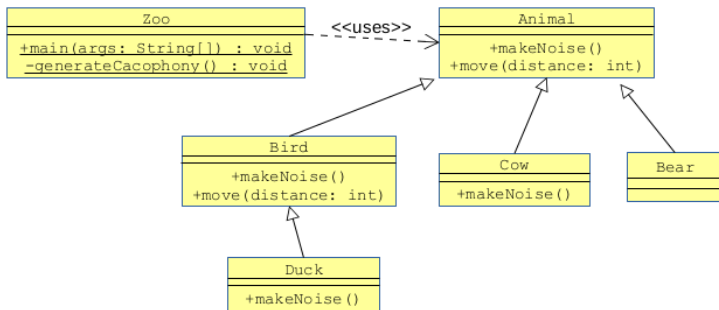 Zoo
+main(args: String[]) : void
-generateCacophony() : void
<<uses>>
Animal
+makeNoise()
+move(distance: int)
Bird
+makeNoise()
+move(distance: int)
Cow
+makeNoise()
Bear
Duck
+makeNoise()